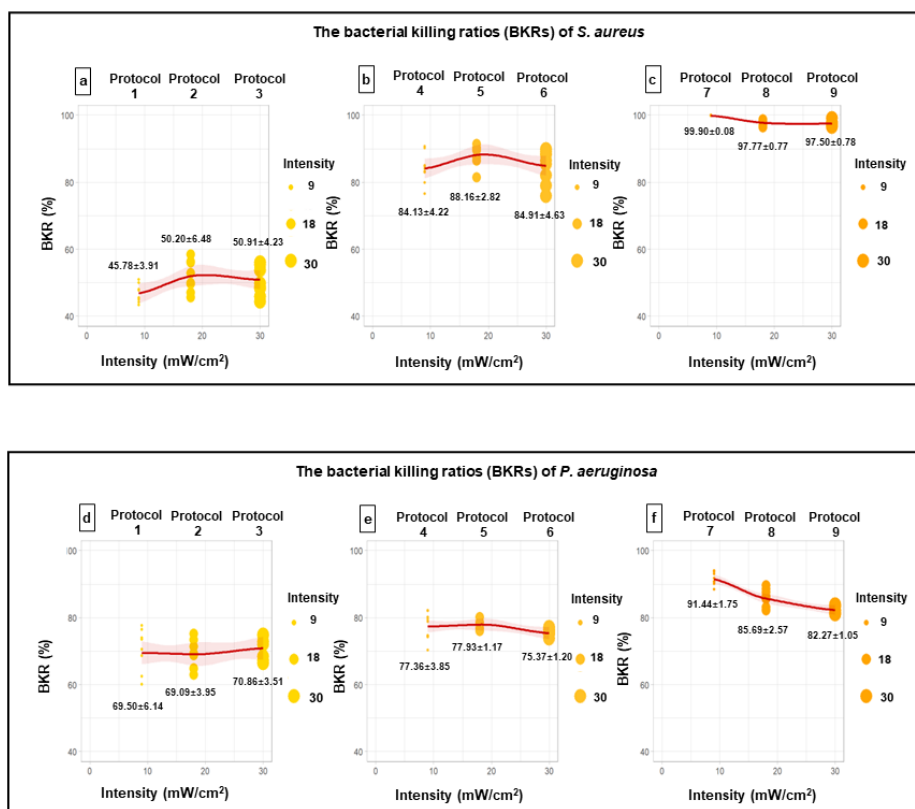 The bacterial killing ratios (BKRs) of S. aureus
a Protocol 1 Protocol 2 Protocol 3
b Protocol 4 Protocol 5 Protocol 6
c Protocol 7 Protocol 8 Protocol 9
BKR (%)
100
80
60
40
45.78±3.91
50.20±6.48
50.91±4.23
0 10 20 30
Intensity (mW/cm²)
Intensity
9
18
30
BKR (%)
100
80
60
40
84.13±4.22
88.16±2.82
84.91±4.63
0 10 20 30
Intensity (mW/cm²)
Intensity
9
18
30
BKR (%)
100
80
60
40
99.90±0.08
97.77±0.77
97.50±0.78
0 10 20 30
Intensity (mW/cm²)
Intensity
9
18
30
The bacterial killing ratios (BKRs) of P. aeruginosa
d Protocol 1 Protocol 2 Protocol 3
e Protocol 4 Protocol 5 Protocol 6
f Protocol 7 Protocol 8 Protocol 9
BKR (%)
100
80
60
40
69.50±6.14
69.09±3.95
70.86±3.51
0 10 20 30
Intensity (mW/cm²)
Intensity
9
18
30
BKR (%)
100
80
60
40
77.36±3.85
77.93±1.17
75.37±1.20
0 10 20 30
Intensity (mW/cm²)
Intensity
9
18
30
BKR (%)
100
80
60
40
91.44±1.75
85.69±2.57
82.27±1.05
0 10 20 30
Intensity (mW/cm²)
Intensity
9
18
30